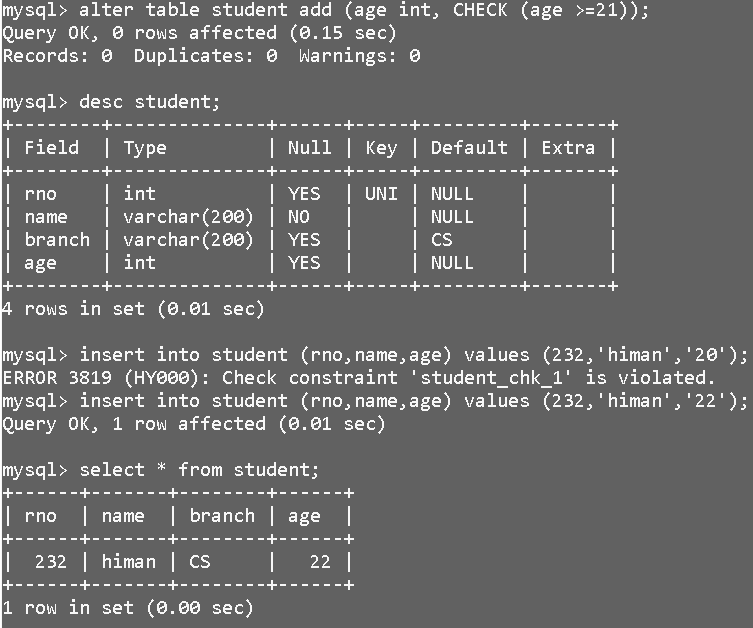 mysql> alter table student add (age int, CHECK (age >=21));
Query OK, 0 rows affected (0.15 sec)
Records: 0  Duplicates: 0  Warnings: 0
mysql> desc student;
+--------+--------------+------+-----+---------+-------+
| Field  | Type         | Null | Key | Default | Extra |
+--------+--------------+------+-----+---------+-------+
| rno    | int          | YES  | UNI | NULL    |       |
| name   | varchar(200) | NO   |     | NULL    |       |
| branch | varchar(200) | YES  |     | CS      |       |
| age    | int          | YES  |     | NULL    |       |
+--------+--------------+------+-----+---------+-------+
4 rows in set (0.01 sec)
mysql> insert into student (rno,name,age) values (232,'himan','20');
ERROR 3819 (HY000): Check constraint 'student_chk_1' is violated.
mysql> insert into student (rno,name,age) values (232,'himan','22');
Query OK, 1 row affected (0.01 sec)
mysql> select * from student;
+------+-------+--------+------+
| rno  | name  | branch | age  |
+------+-------+--------+------+
|  232 | himan | CS     |   22 |
+------+-------+--------+------+
1 row in set (0.00 sec)